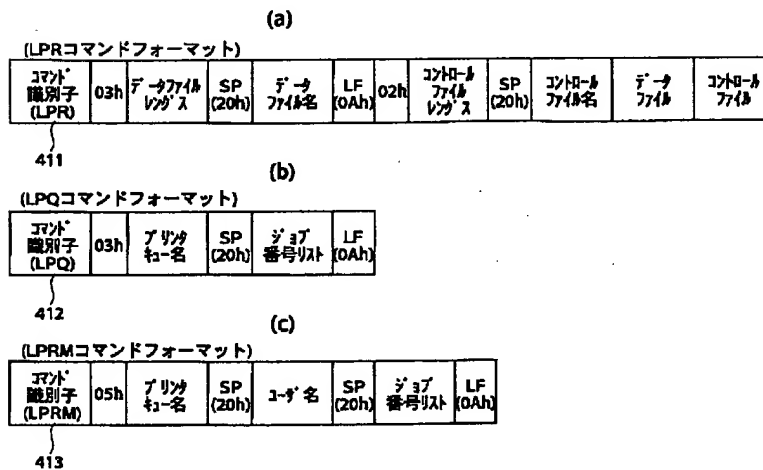 (a)
(LPRコマンドフォーマット)
コマンド 識別子 (LPR)
03h
データファイル レングス
SP (20h)
データ ファイル名
LF (0Ah)
02h
コントロール ファイル レングス
SP (20h)
コントロール ファイル名
データ ファイル
コントロール ファイル
411
(b)
(LPQコマンドフォーマット)
コマンド 識別子 (LPQ)
03h
プリンタ キュー名
SP (20h)
ジョブ 番号リスト
LF (0Ah)
412
(c)
(LPRMコマンドフォーマット)
コマンド 識別子 (LPRM)
05h
プリンタ キュー名
SP (20h)
ユーザ名
SP (20h)
ジョブ 番号リスト
LF (0Ah)
413